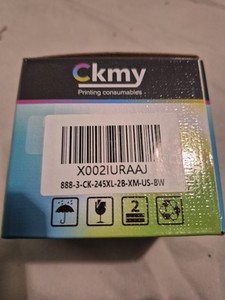 Ckmy
Printing consumables
X002IURAAJ
888-3-CK-245XL-2B-XM-US-BW
2